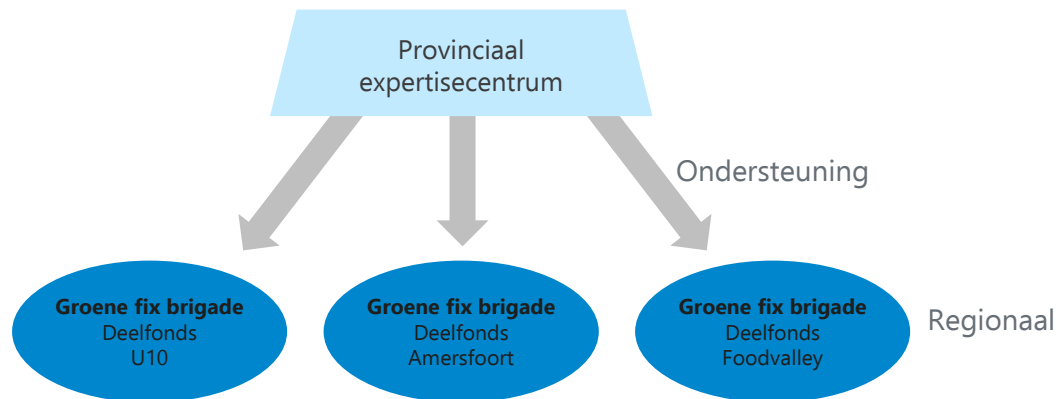 Provinciaal
expertisecentrum
Ondersteuning
Groene fix brigade
Deelfonds
U10
Groene fix brigade
Deelfonds
Amersfoort
Groene fix brigade
Deelfonds
Foodvalley
Regionaal